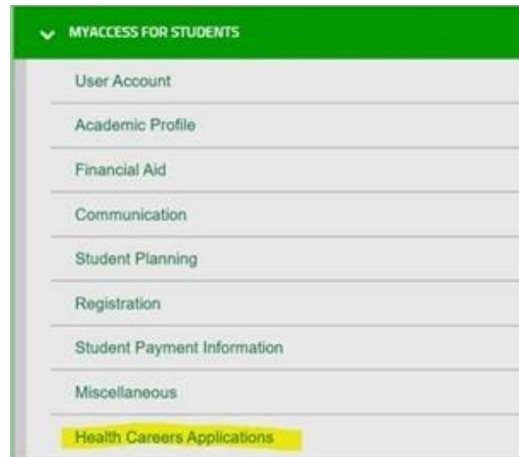 MYACCESS FOR STUDENTS
User Account
Academic Profile
Financial Aid
Communication
Student Planning
Registration
Student Payment Information
Miscellaneous
Health Careers Applications